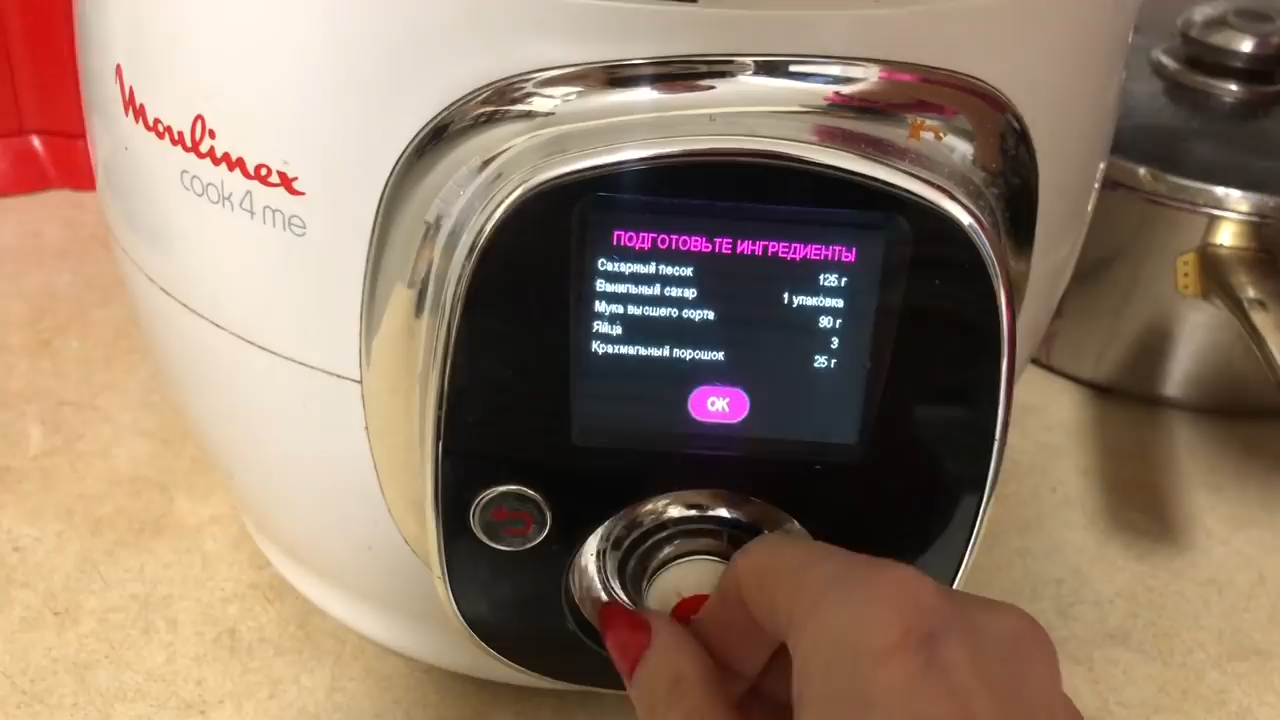 Moulinex
cook4me
ПОДГОТОВЬТЕ ИНГРЕДИЕНТЫ
Сахарный песок 125 г
Ванильный сахар 1 упаковка
Мука высшего сорта 90 г
Яйца 3
Крахмальный порошок 25 г
OK